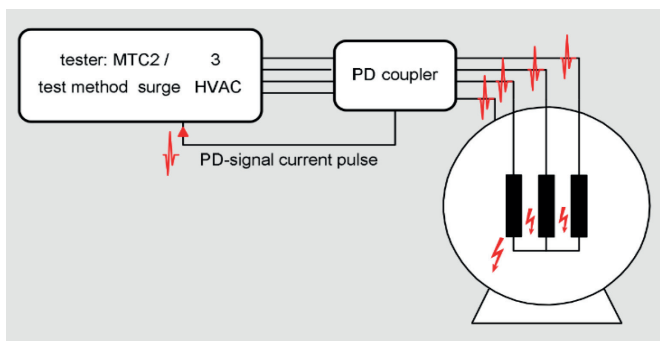 tester: MTC2 / 3
test method surge HVAC
PD coupler
PD-signal current pulse